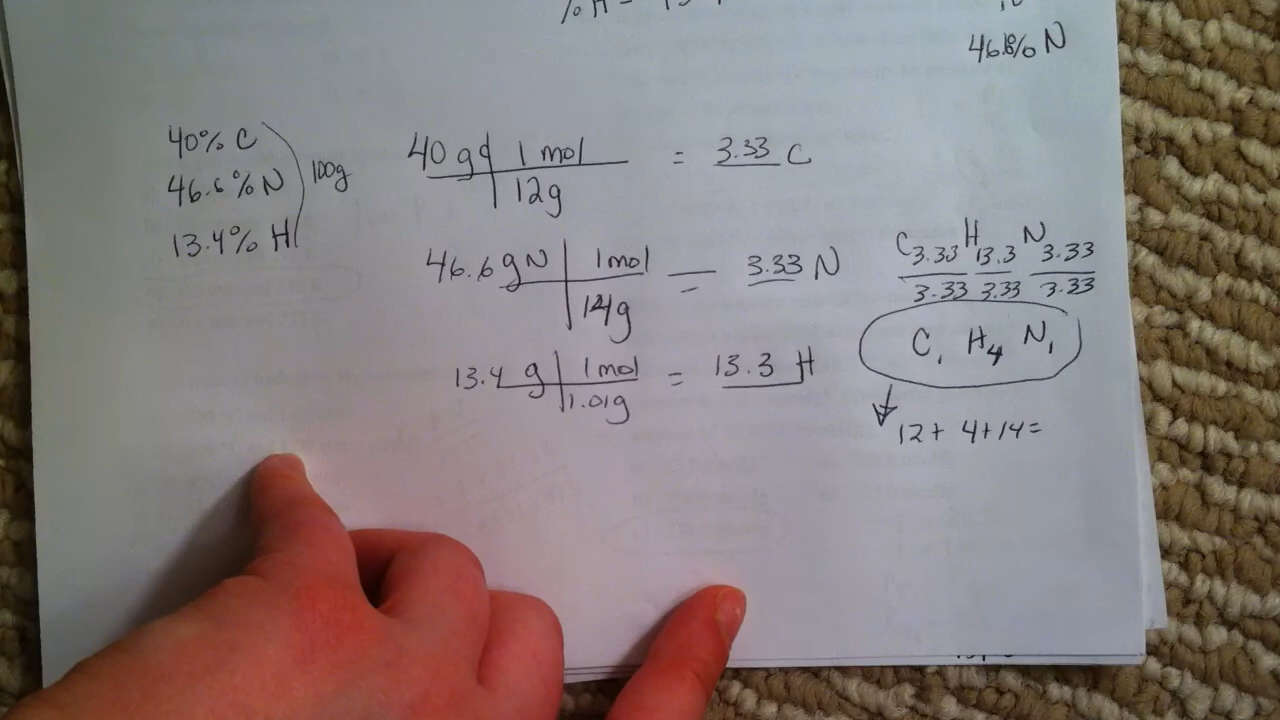 46.8% N
40% C
46.6% N
13.4% H
100g
40 g C 1 mol = 3.33 C
12g
46.6 g N 1 mol = 3.33 N
14g
13.4 g 1 mol = 13.3 H
1.01g
C3.33 H13.3 N3.33
3.33 3.33 3.33
C1 H4 N1
12 + 4 + 14 =